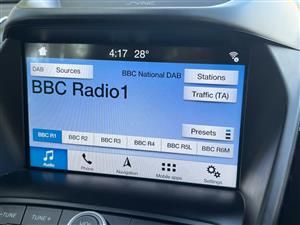 SYNC
4:17 28°
DAB Sources
BBC National DAB
Stations
BBC Radio1
Traffic (TA)
Presets
BBC R1 BBC R2 BBC R3 BBC R4 BBC R5L BBC R6M
Radio Phone Navigation Mobile apps Settings
-TUNE TUNE+